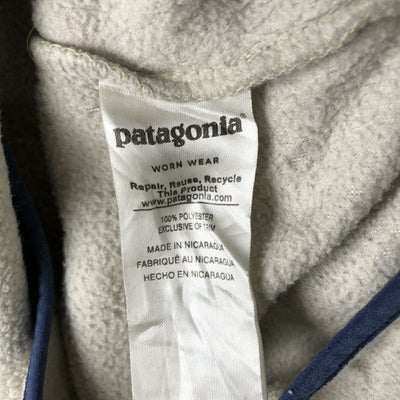 patagonia®
WORN WEAR
Repair, Reuse, Recycle
This Product
www.patagonia.com
100% POLYESTER
EXCLUSIVE OF TRIM
MADE IN NICARAGUA
FABRIQUÉ AU NICARAGUA
HECHO EN NICARAGUA